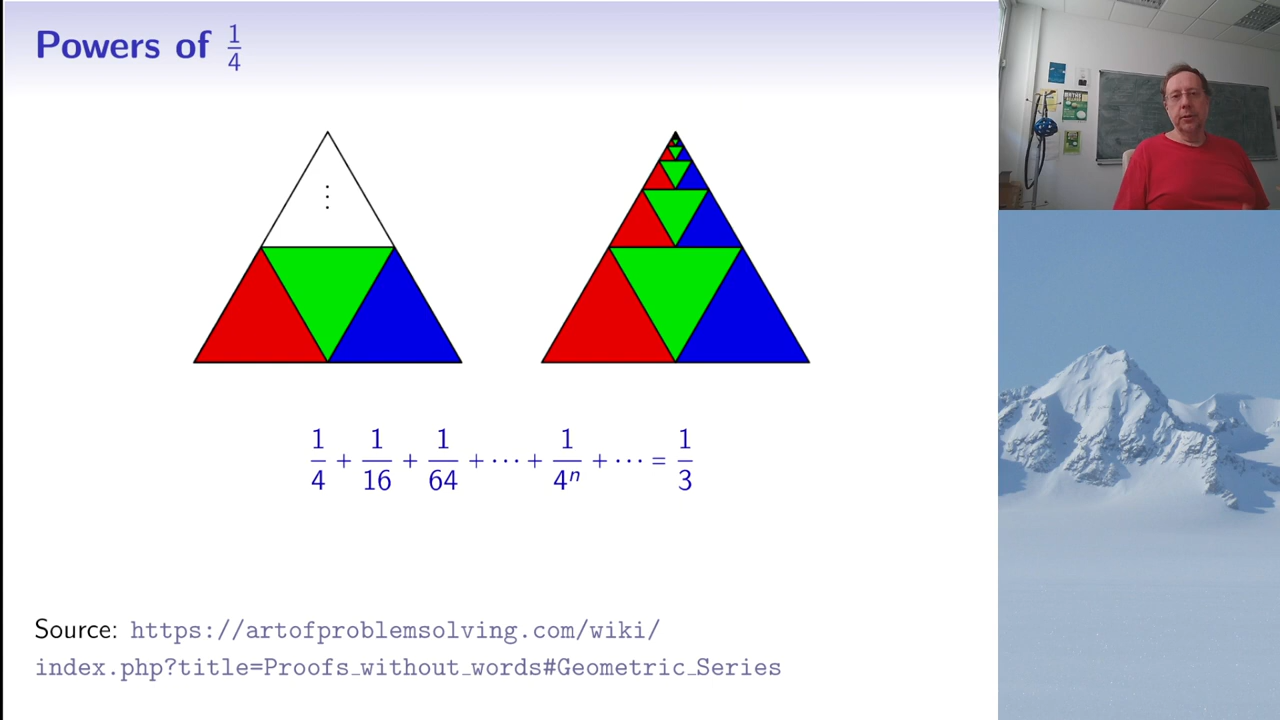 Powers of 1/4
⋮
1/4 + 1/16 + 1/64 + ⋯ + 1/4ⁿ + ⋯ = 1/3
Source: https://artofproblemsolving.com/wiki/
index.php?title=Proofs_without_words#Geometric_Series